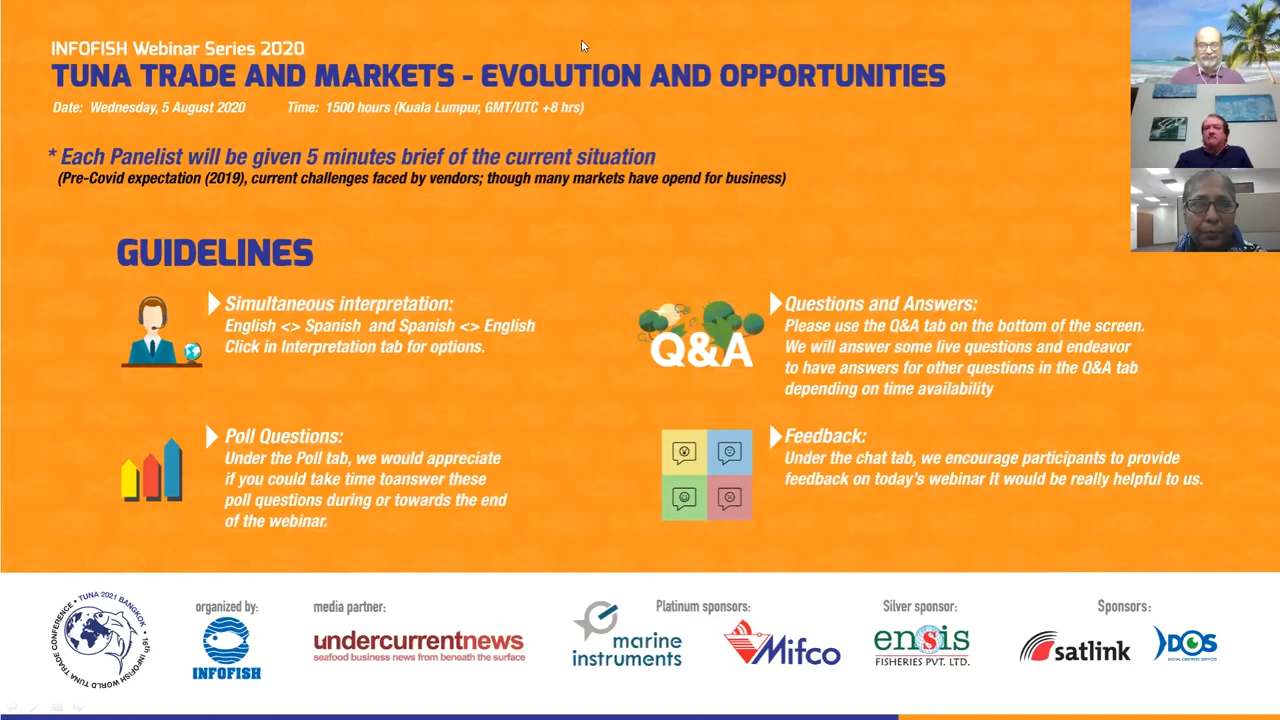 INFOFISH Webinar Series 2020
TUNA TRADE AND MARKETS - EVOLUTION AND OPPORTUNITIES
Date: Wednesday, 5 August 2020 Time: 1500 hours (Kuala Lumpur, GMT/UTC +8 hrs)
* Each Panelist will be given 5 minutes brief of the current situation
(Pre-Covid expectation (2019), current challenges faced by vendors; though many markets have opend for business)
GUIDELINES
Simultaneous interpretation:
English <> Spanish and Spanish <> English
Click in Interpretation tab for options.
Q&A
Questions and Answers:
Please use the Q&A tab on the bottom of the screen.
We will answer some live questions and endeavor
to have answers for other questions in the Q&A tab
depending on time availability
Poll Questions:
Under the Poll tab, we would appreciate
if you could take time toanswer these
poll questions during or towards the end
of the webinar.
Feedback:
Under the chat tab, we encourage participants to provide
feedback on today's webinar It would be really helpful to us.
• TUNA 2021 BANGKOK • 16th INFOFISH WORLD TUNA TRADE CONFERENCE
organized by:
INFOFISH
media partner:
undercurrentnews
seafood business news from beneath the surface
Platinum sponsors:
marine
instruments
Mifco
Silver sponsor:
ensis
FISHERIES PVT. LTD.
Sponsors:
satlink
DOS